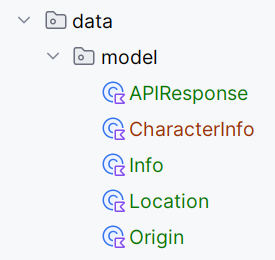 data
model
APIResponse
CharacterInfo
Info
Location
Origin